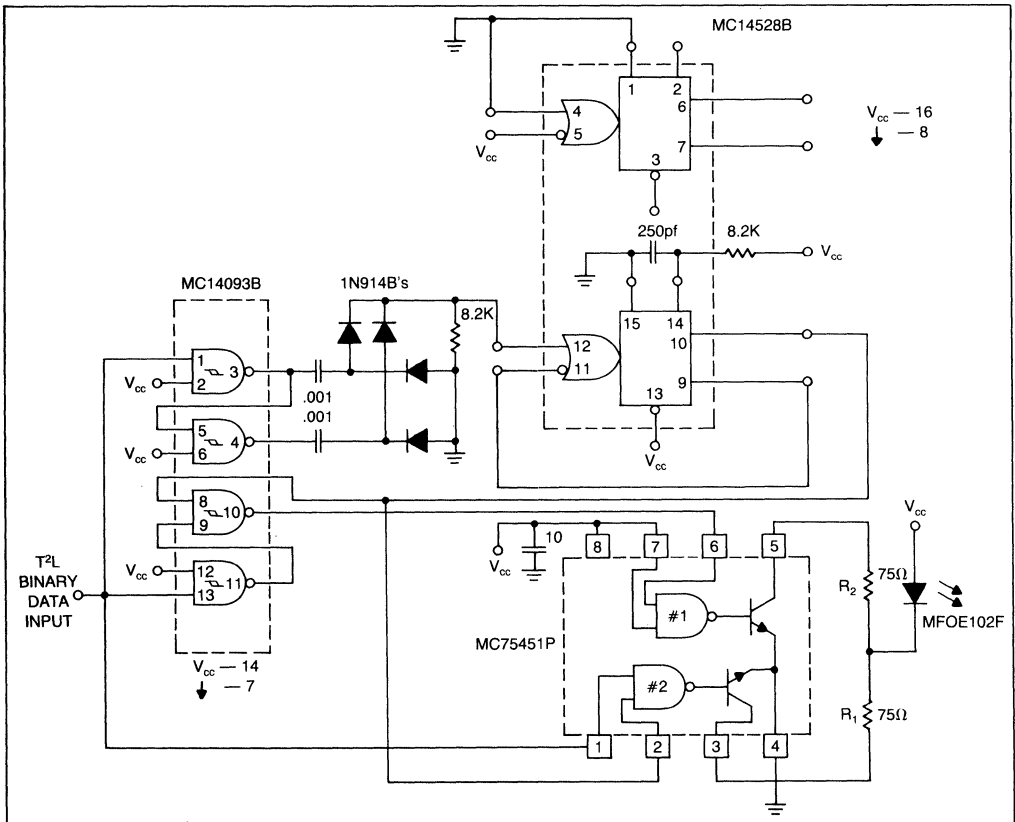 MC14528B
1
2
6
7
3
4
5
Vcc
Vcc — 16
— 8
250pf
8.2K
Vcc
MC14093B
1N914B's
8.2K
15
14
10
12
11
9
13
Vcc
1
2
3
Vcc
.001
.001
5
6
4
Vcc
8
9
10
12
13
11
Vcc
T²L
BINARY
DATA
INPUT
Vcc — 14
— 7
Vcc
10
8
7
6
5
#1
MC75451P
#2
1
2
3
4
R2
75Ω
Vcc
MFOE102F
R1
75Ω